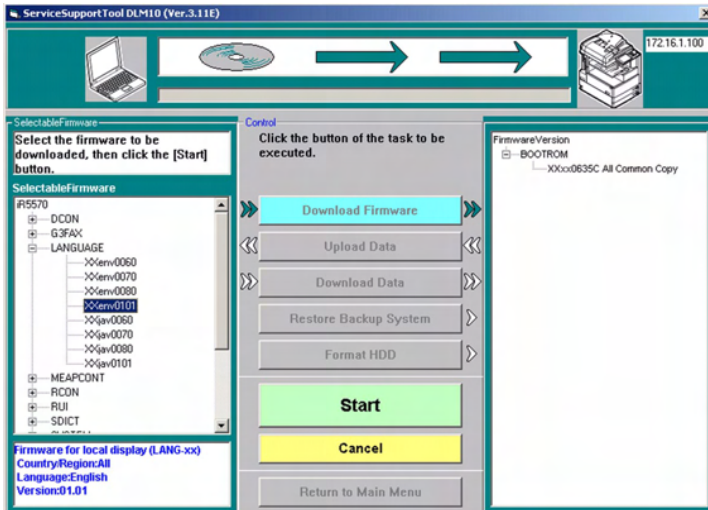 ServiceSupportTool DLM10 (Ver.3.11E)
172.16.1.100
SelectableFirmware
Select the firmware to be
downloaded, then click the [Start]
button.
SelectableFirmware
iR5570
DCON
G3FAX
LANGUAGE
XXenv0060
XXenv0070
XXenv0080
XXenv0101
XXjav0060
XXjav0070
XXjav0080
XXjav0101
MEAPCONT
RCON
RUI
SDICT
Firmware for local display (LANG-xx)
Country/Region:All
Language:English
Version:01.01
Control
Click the button of the task to be
executed.
Download Firmware
Upload Data
Download Data
Restore Backup System
Format HDD
Start
Cancel
Return to Main Menu
FirmwareVersion
BOOTROM
XXxx0635C All Common Copy